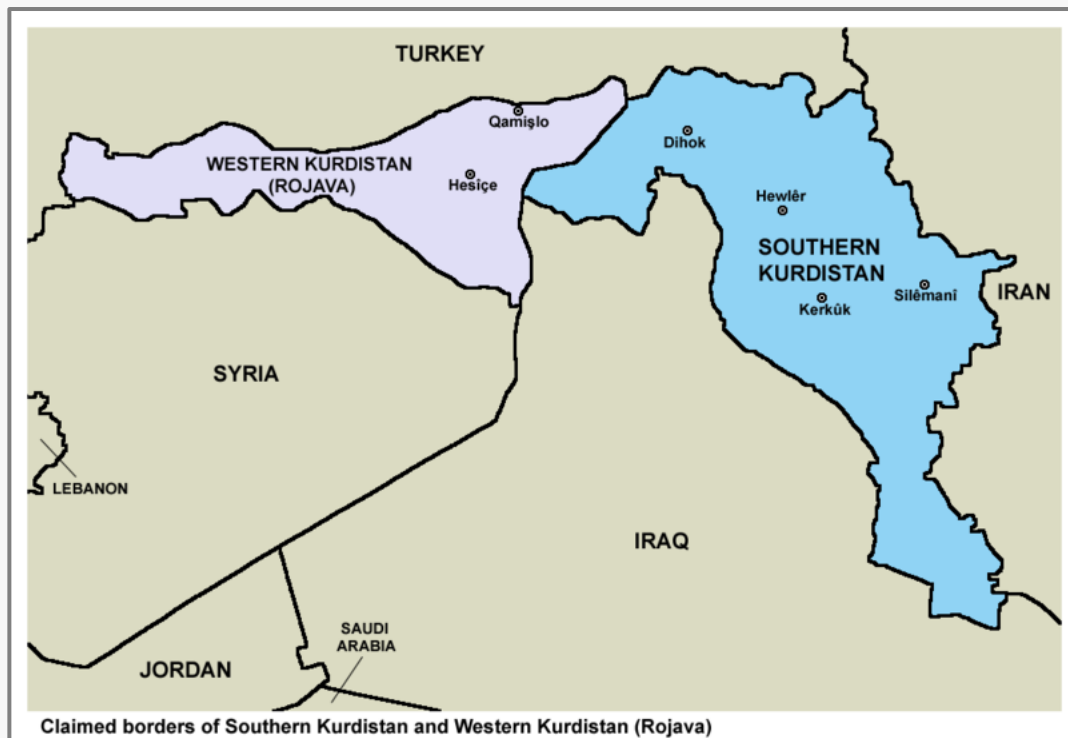 TURKEY
Qamişlo
Dihok
WESTERN KURDISTAN
(ROJAVA)
Hesîçe
Hewlêr
SOUTHERN
KURDISTAN
Silêmanî
IRAN
Kerkûk
SYRIA
LEBANON
IRAQ
SAUDI
ARABIA
JORDAN
Claimed borders of Southern Kurdistan and Western Kurdistan (Rojava)